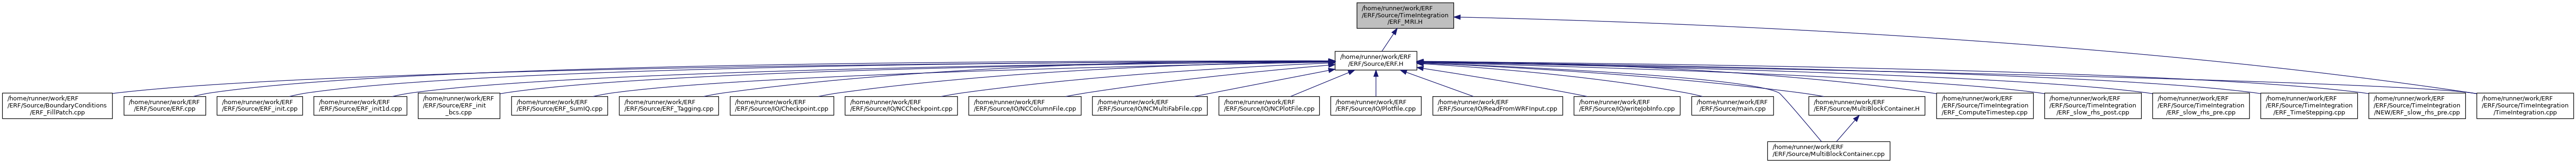 /home/runner/work/ERF
/ERF/Source/TimeIntegration
/ERF_MRI.H
/home/runner/work/ERF
/ERF/Source/ERF.H
/home/runner/work/ERF
/ERF/Source/BoundaryConditions
/ERF_FillPatch.cpp
/home/runner/work/ERF
/ERF/Source/ERF.cpp
/home/runner/work/ERF
/ERF/Source/ERF_init.cpp
/home/runner/work/ERF
/ERF/Source/ERF_init1d.cpp
/home/runner/work/ERF
/ERF/Source/ERF_init
_bcs.cpp
/home/runner/work/ERF
/ERF/Source/ERF_SumIQ.cpp
/home/runner/work/ERF
/ERF/Source/ERF_Tagging.cpp
/home/runner/work/ERF
/ERF/Source/IO/Checkpoint.cpp
/home/runner/work/ERF
/ERF/Source/IO/NCCheckpoint.cpp
/home/runner/work/ERF
/ERF/Source/IO/NCColumnFile.cpp
/home/runner/work/ERF
/ERF/Source/IO/NCMultiFabFile.cpp
/home/runner/work/ERF
/ERF/Source/IO/NCPlotFile.cpp
/home/runner/work/ERF
/ERF/Source/IO/Plotfile.cpp
/home/runner/work/ERF
/ERF/Source/IO/ReadFromWRFInput.cpp
/home/runner/work/ERF
/ERF/Source/IO/writeJobInfo.cpp
/home/runner/work/ERF
/ERF/Source/main.cpp
/home/runner/work/ERF
/ERF/Source/MultiBlockContainer.H
/home/runner/work/ERF
/ERF/Source/TimeIntegration
/ERF_ComputeTimestep.cpp
/home/runner/work/ERF
/ERF/Source/TimeIntegration
/ERF_slow_rhs_post.cpp
/home/runner/work/ERF
/ERF/Source/TimeIntegration
/ERF_slow_rhs_pre.cpp
/home/runner/work/ERF
/ERF/Source/TimeIntegration
/ERF_TimeStepping.cpp
/home/runner/work/ERF
/ERF/Source/TimeIntegration
/NEW/ERF_slow_rhs_pre.cpp
/home/runner/work/ERF
/ERF/Source/TimeIntegration
/TimeIntegration.cpp
/home/runner/work/ERF
/ERF/Source/MultiBlockContainer.cpp